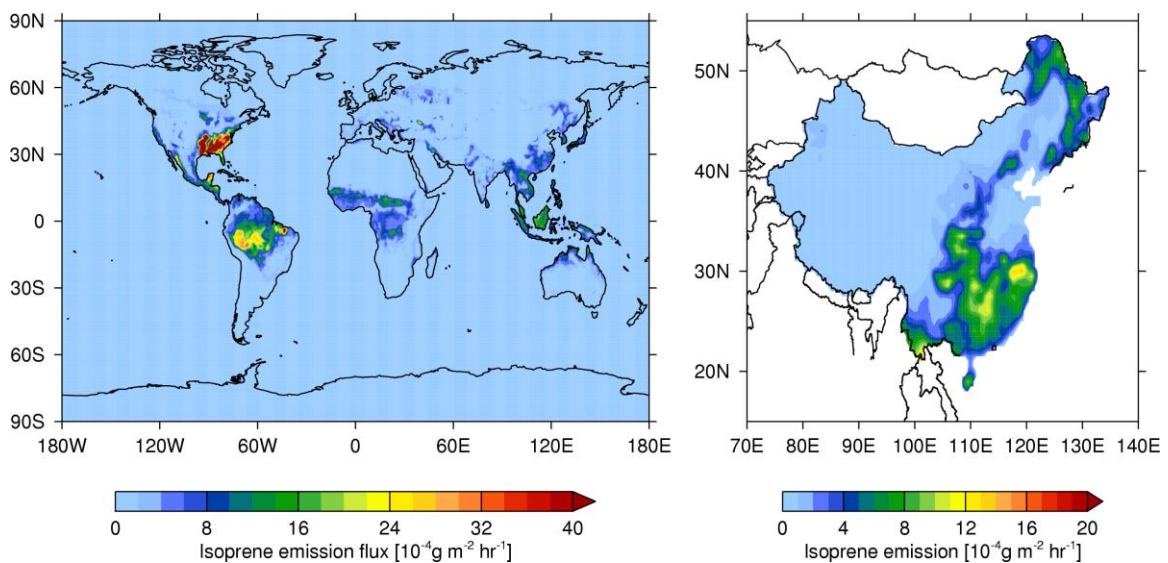 90N
60N
30N
0
30S
60S
90S
180W 120W 60W 0 60E 120E 180E
0 8 16 24 32 40
Isoprene emission flux [10⁻⁴g m⁻² hr⁻¹]
50N
40N
30N
20N
70E 80E 90E 100E 110E 120E 130E 140E
0 4 8 12 16 20
Isoprene emission [10⁻⁴g m⁻² hr⁻¹]